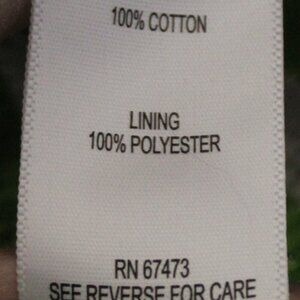 100% COTTON
LINING
100% POLYESTER
RN 67473
SEE REVERSE FOR CARE